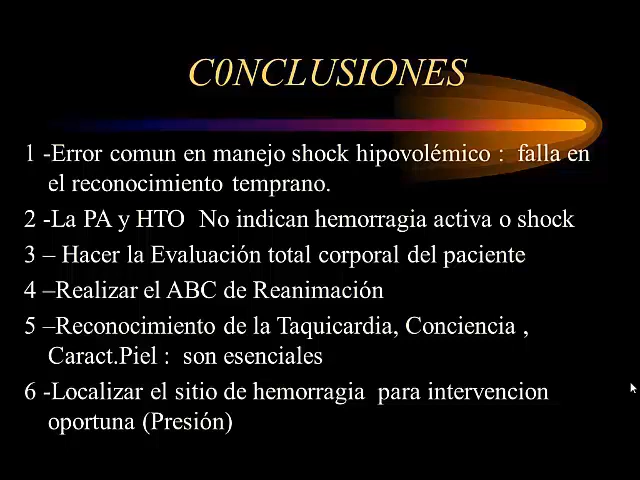 C0NCLUSIONES
1 -Error comun en manejo shock hipovolémico : falla en
el reconocimiento temprano.
2 -La PA y HTO No indican hemorragia activa o shock
3 – Hacer la Evaluación total corporal del paciente
4 –Realizar el ABC de Reanimación
5 –Reconocimiento de la Taquicardia, Conciencia ,
Caract.Piel : son esenciales
6 -Localizar el sitio de hemorragia para intervencion
oportuna (Presión)